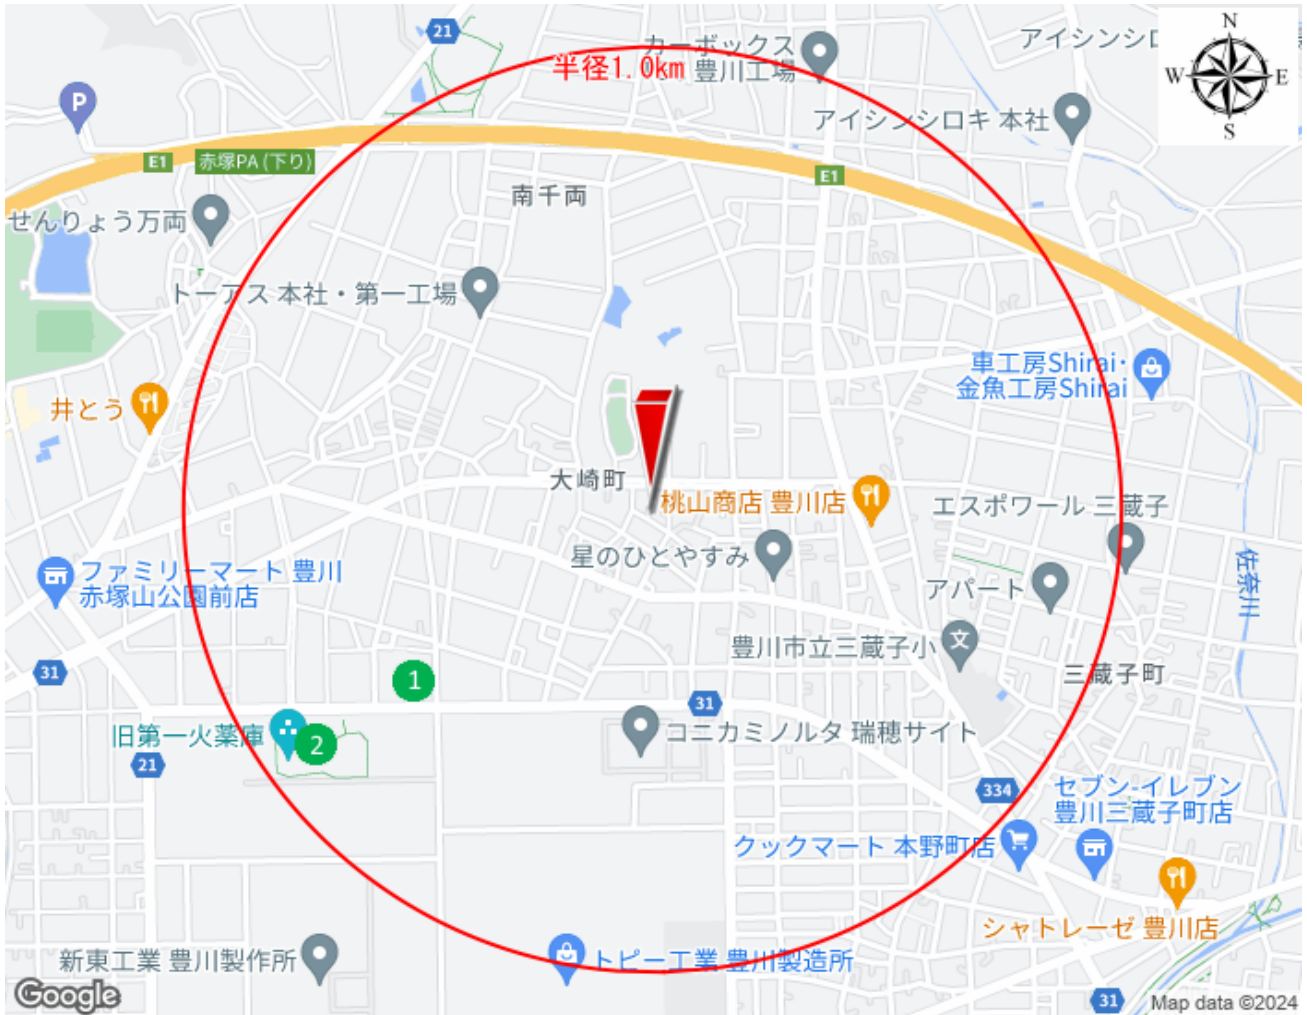 N
W
E
S
21
カーボックス
豊川工場
半径1.0km
アイシンシロ
P
アイシンシロキ 本社
E1
赤塚PA (下り)
E1
南千両
せんりょう万両
トーアス 本社・第一工場
車工房Shirai・
金魚工房Shirai
井とう
大崎町
桃山商店 豊川店
エスポワール 三蔵子
星のひとやすみ
佐奈川
ファミリーマート 豊川
赤塚山公園前店
アパート
豊川市立三蔵子小
文
31
1
三蔵子町
31
旧第一火薬庫
2
コニカミノルタ 瑞穂サイト
21
334
セブン-イレブン
豊川三蔵子町店
クックマート 本野町店
シャトレーゼ 豊川店
新東工業 豊川製作所
トピー工業 豊川製造所
Google
31
Map data ©2024